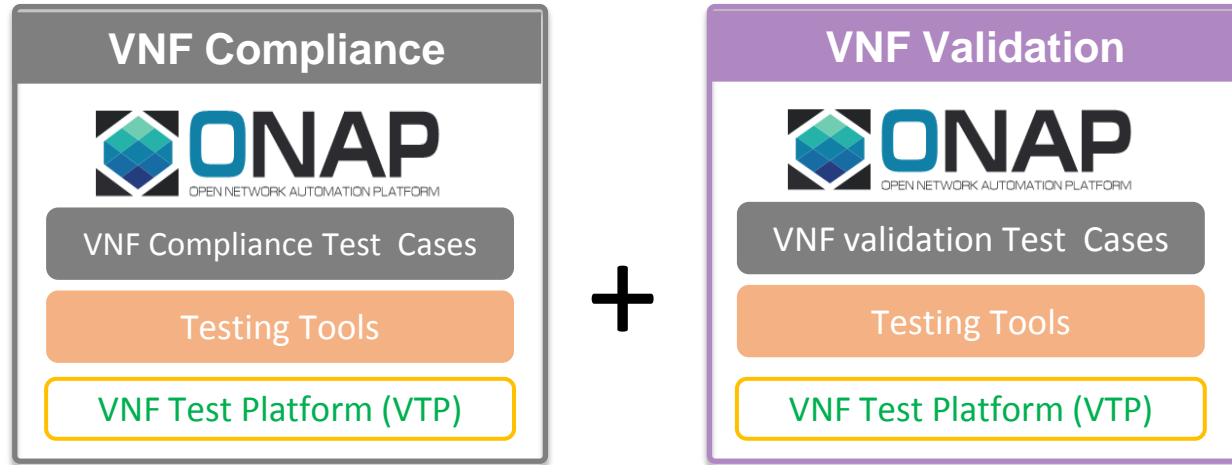 VNF Compliance
ONAP
OPEN NETWORK AUTOMATION PLATFORM
VNF Compliance Test Cases
Testing Tools
VNF Test Platform (VTP)
+
VNF Validation
ONAP
OPEN NETWORK AUTOMATION PLATFORM
VNF validation Test Cases
Testing Tools
VNF Test Platform (VTP)